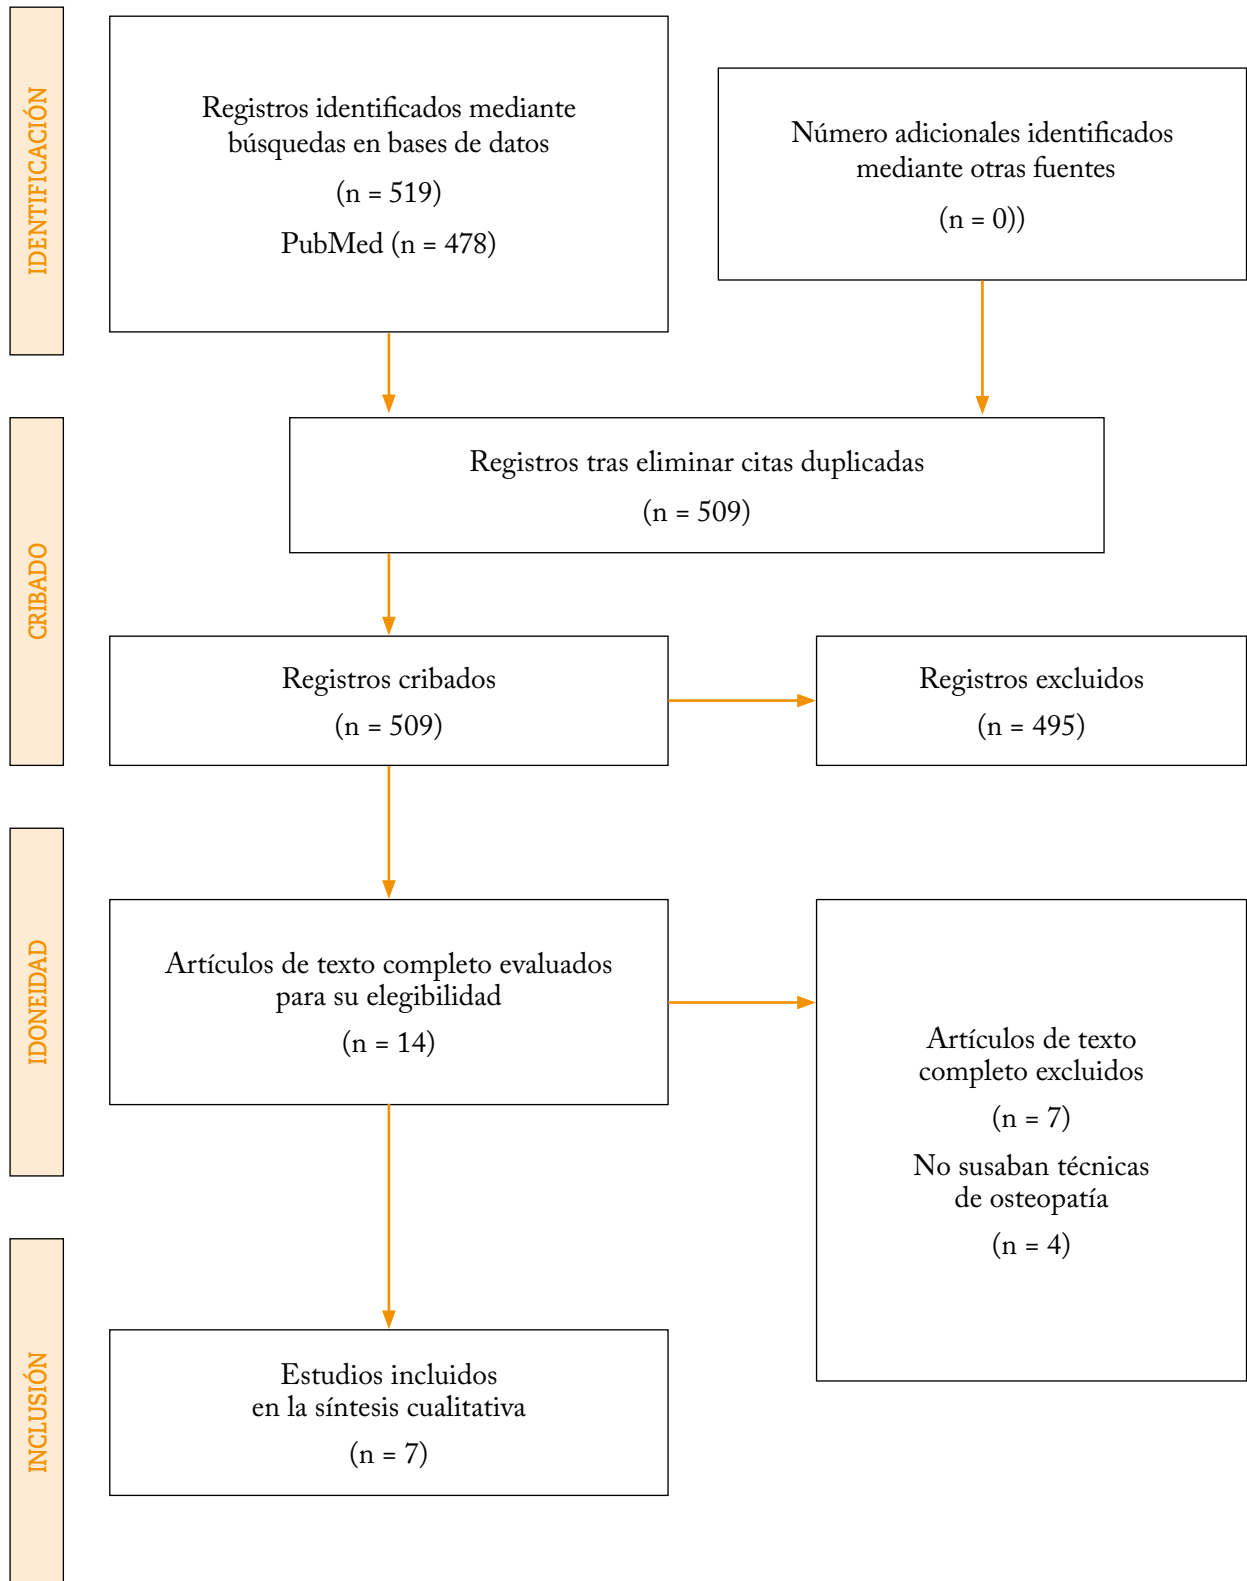 IDENTIFICACIÓN
Registros identificados mediante
búsquedas en bases de datos
(n = 519)
PubMed (n = 478)
Número adicionales identificados
mediante otras fuentes
(n = 0))
CRIBADO
Registros tras eliminar citas duplicadas
(n = 509)
Registros cribados
(n = 509)
Registros excluidos
(n = 495)
IDONEIDAD
Artículos de texto completo evaluados
para su elegibilidad
(n = 14)
Artículos de texto
completo excluidos
(n = 7)
No susaban técnicas
de osteopatía
(n = 4)
INCLUSIÓN
Estudios incluidos
en la síntesis cualitativa
(n = 7)